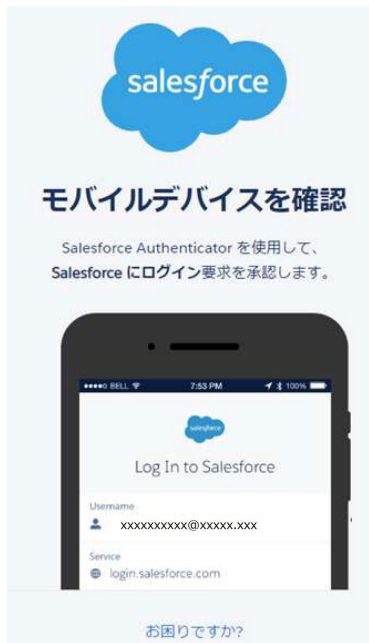 salesforce
モバイルデバイスを確認
Salesforce Authenticator を使用して、
Salesforce にログイン要求を承認します。
BELL 7:53 PM 100%
salesforce
Log In to Salesforce
Username
xxxxxxxxxx@xxxxx.xxx
Service
login.salesforce.com
お困りですか?